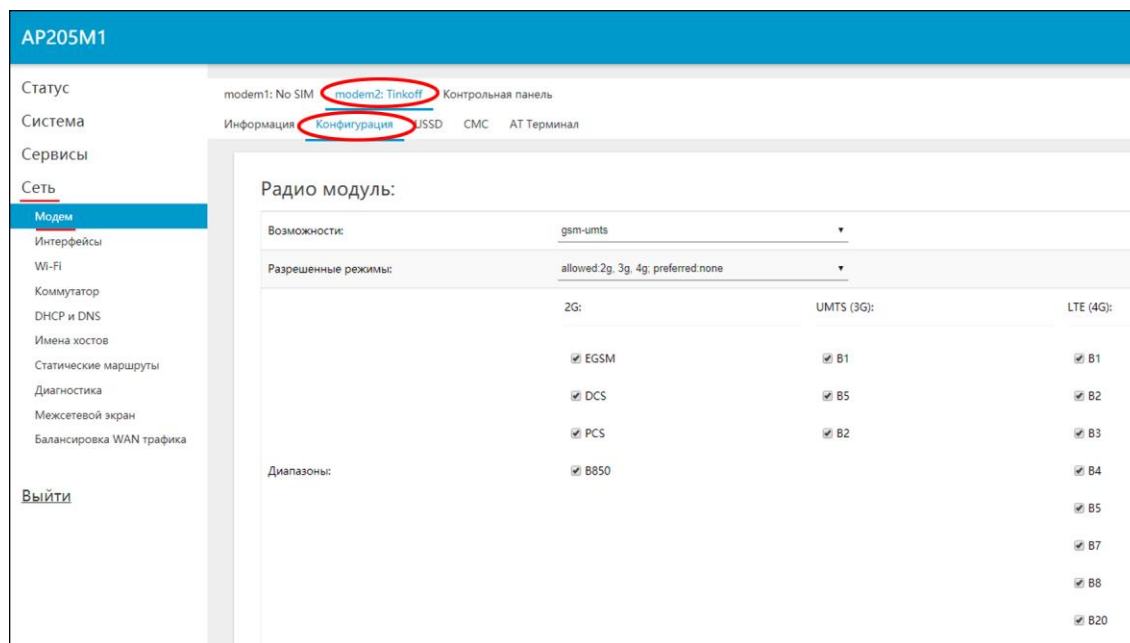 AP205M1
Статус
Система
Сервисы
Сеть
Модем
Интерфейсы
Wi-Fi
Коммутатор
DHCP и DNS
Имена хостов
Статические маршруты
Диагностика
Межсетевой экран
Балансировка WAN трафика
Выйти
modem1: No SIM modem2: Tinkoff Контрольная панель
Информация Конфигурация USSD СМС АТ Терминал
Радио модуль:
Возможности: gsm-umts
Разрешенные режимы: allowed:2g, 3g, 4g; preferred:none
2G: UMTS (3G): LTE (4G):
EGSM B1 B1
DCS B5 B2
PCS B2 B3
Диапазоны: B850 B4
B5
B7
B8
B20